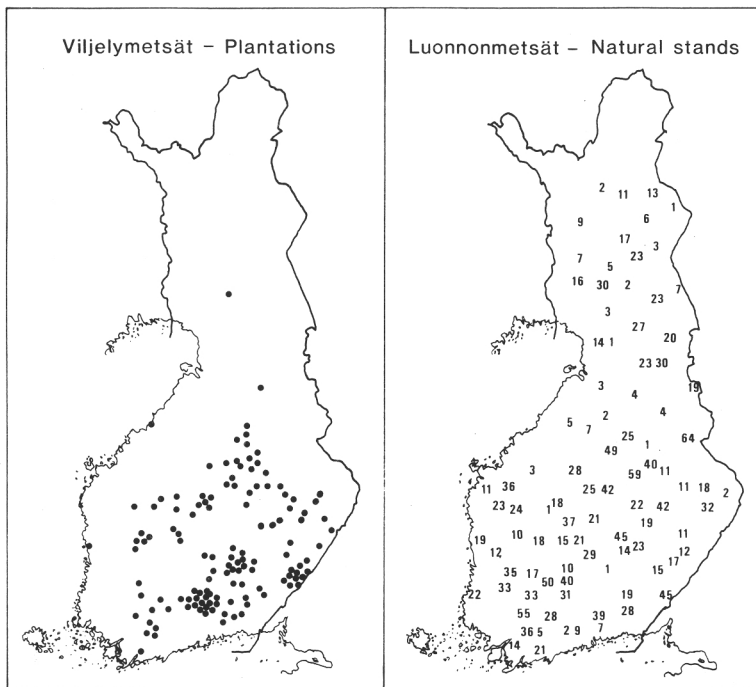 Viljelymetsät – Plantations
Luonnonmetsät – Natural stands
2 11 13
1
9 6
17 3
7 23
5
16 30 2 7
23
3
27
14 1 20
23 30
3 19
4
2 4
5 7
25 1 64
49
40
3 28 59 11
11 36 25 42 11 18 2
23 24 1 18 22 42 32
37 21 19
19 10 18 15 21 45 11
12 29 14 23 12
17
35 17 10 1 15
33 50 40
22 33 31 19 45
55 28 39 28
36 5 2 9 7
14 21